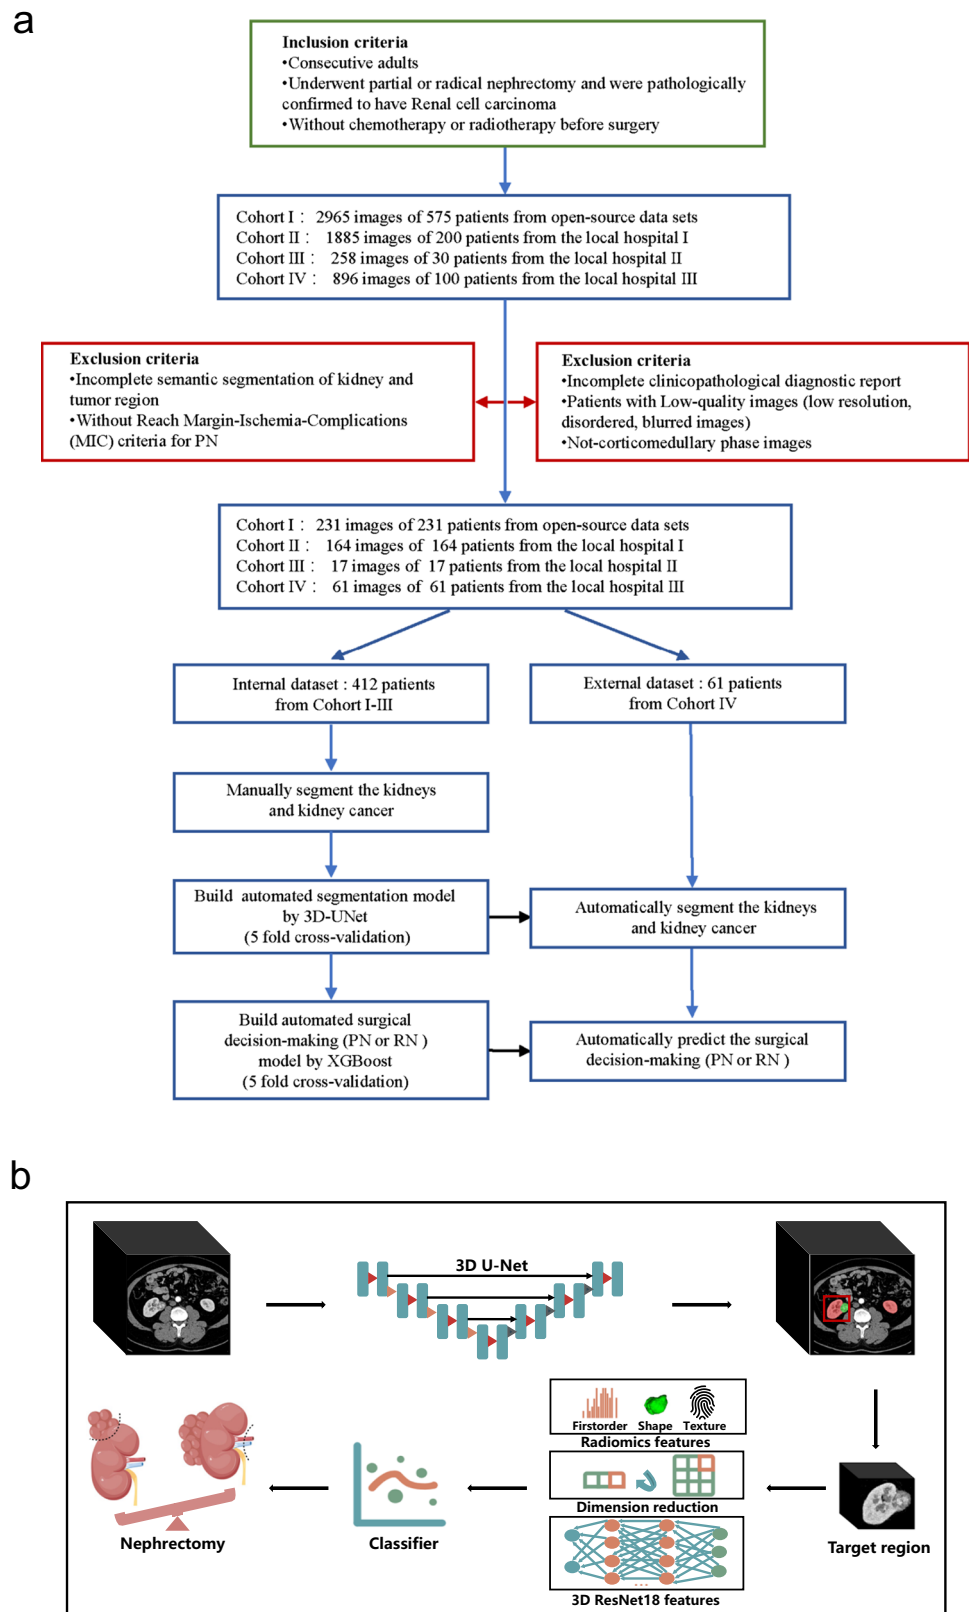 a
Inclusion criteria
•Consecutive adults
•Underwent partial or radical nephrectomy and were pathologically
confirmed to have Renal cell carcinoma
•Without chemotherapy or radiotherapy before surgery
Cohort I： 2965 images of 575 patients from open-source data sets
Cohort II： 1885 images of 200 patients from the local hospital I
Cohort III： 258 images of 30 patients from the local hospital II
Cohort IV： 896 images of 100 patients from the local hospital III
Exclusion criteria
•Incomplete semantic segmentation of kidney and
tumor region
•Without Reach Margin-Ischemia-Complications
(MIC) criteria for PN
Exclusion criteria
•Incomplete clinicopathological diagnostic report
•Patients with Low-quality images (low resolution,
disordered, blurred images)
•Not-corticomedullary phase images
Cohort I： 231 images of 231 patients from open-source data sets
Cohort II： 164 images of 164 patients from the local hospital I
Cohort III： 17 images of 17 patients from the local hospital II
Cohort IV： 61 images of 61 patients from the local hospital III
Internal dataset : 412 patients
from Cohort I-III
External dataset : 61 patients
from Cohort IV
Manually segment the kidneys
and kidney cancer
Build automated segmentation model
by 3D-UNet
(5 fold cross-validation)
Automatically segment the kidneys
and kidney cancer
Build automated surgical
decision-making (PN or RN )
model by XGBoost
(5 fold cross-validation)
Automatically predict the surgical
decision-making (PN or RN )
b
3D U-Net
Firstorder Shape Texture
Radiomics features
Dimension reduction
...
3D ResNet18 features
Nephrectomy
Classifier
Target region